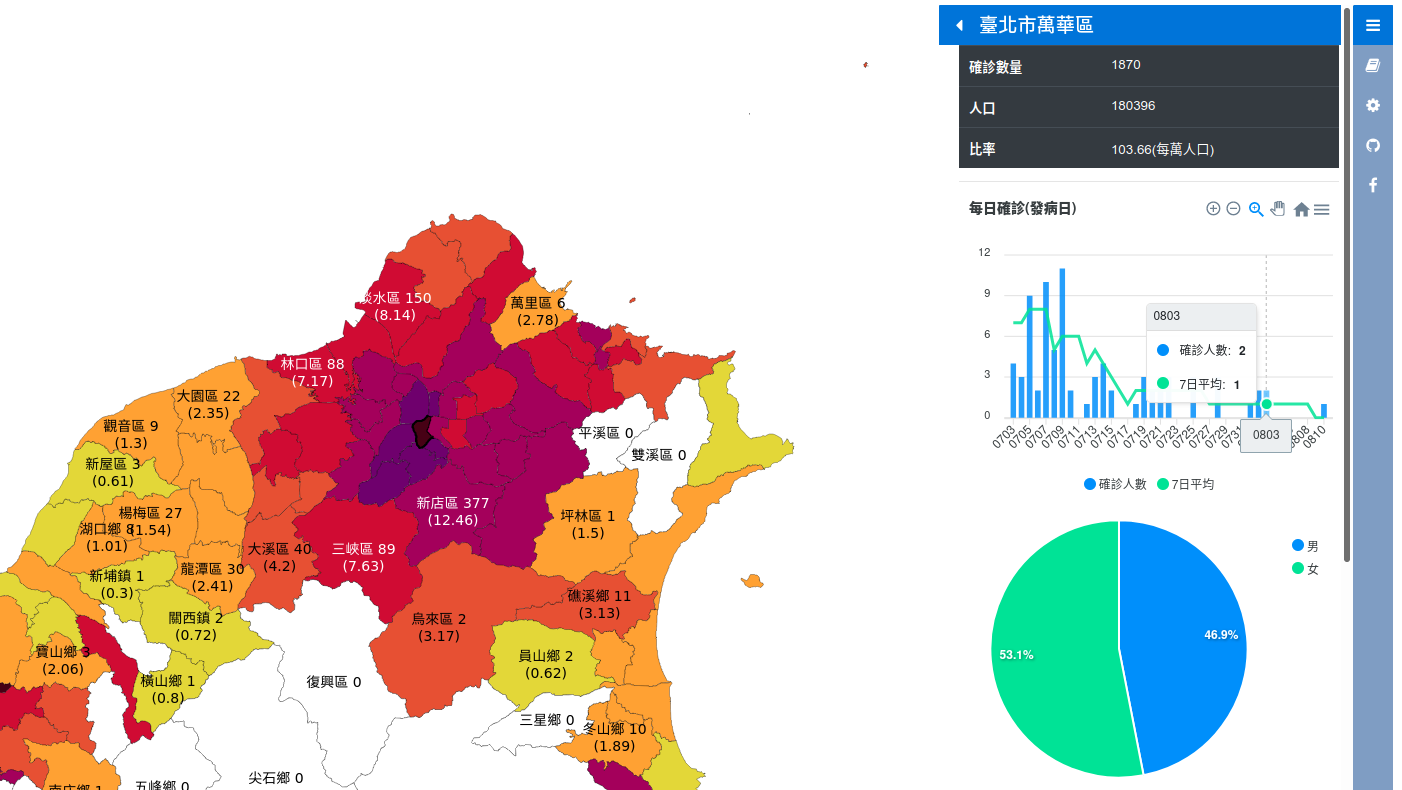 臺北市萬華區
確診數量 1870
人口 180396
比率 103.66(每萬人口)
每日確診(發病日)
12
9
6
3
0
0803
確診人數: 2
7日平均: 1
0703
0705
0707
0709
0711
0713
0715
0717
0719
0721
0723
0725
0727
0729
0803
0810
確診人數
7日平均
男
女
46.9%
53.1%
淡水區 150
(8.14)
萬里區 6
(2.78)
林口區 88
(7.17)
大園區 22
(2.35)
觀音區 9
(1.3)
平溪區 0
雙溪區 0
新屋區 3
(0.61)
新店區 377
(12.46)
楊梅區 27
(1.54)
湖口鄉 8
(1.01)
坪林區 1
(1.5)
大溪區 40
(4.2)
三峽區 89
(7.63)
新埔鎮 1
(0.3)
龍潭區 30
(2.41)
礁溪鄉 11
(3.13)
關西鎮 2
(0.72)
烏來區 2
(3.17)
寶山鄉 3
(2.06)
員山鄉 2
(0.62)
橫山鄉 1
(0.8)
復興區 0
三星鄉 0
冬山鄉 10
(1.89)
尖石鄉 0
五峰鄉 0
南庄鄉 1